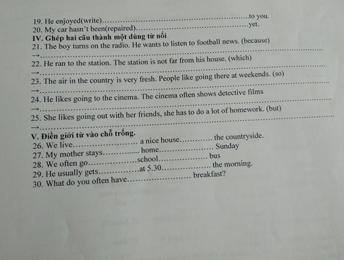 19. He enjoyed(write)........................................to you.
20. My car hasn't been(repaired)........................................yet.
IV. Ghép hai câu thành một dùng từ nối
21. The boy turns on the radio. He wants to listen to football news. (because)
→........................................
22. He ran to the station. The station is not far from his house. (which)
→........................................
23. The air in the country is very fresh. People like going there at weekends. (so)
→........................................
24. He likes going to the cinema. The cinema often shows detective films
→........................................
25. She likes going out with her friends, she has to do a lot of homework. (but)
→........................................
V. Điền giới từ vào chỗ trống.
26. We live........................ a nice house............ the countryside.
27. My mother stays............ home.................... Sunday
28. We often go..................school.................. bus
29. He usually gets...............at 5.30................... the morning.
30. What do you often have........................ breakfast?